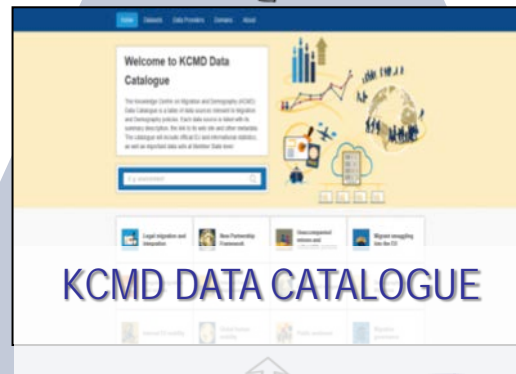 Home Datasets Data Providers Domains About
Welcome to KCMD Data
Catalogue
The Knowledge Centre on Migration and Demography (KCMD)
Data Catalogue is a table of data sources relevant to Migration
and Demography policies. Each data source is listed with its
summary description, the link to its web site and other metadata.
The catalogue will include official EU and international statistics,
as well as important data sets at Member State level.
Legal migration and
integration
New Partnership
Framework
Unaccompanied
minors and
Migrant smuggling
into the EU
KCMD DATA CATALOGUE